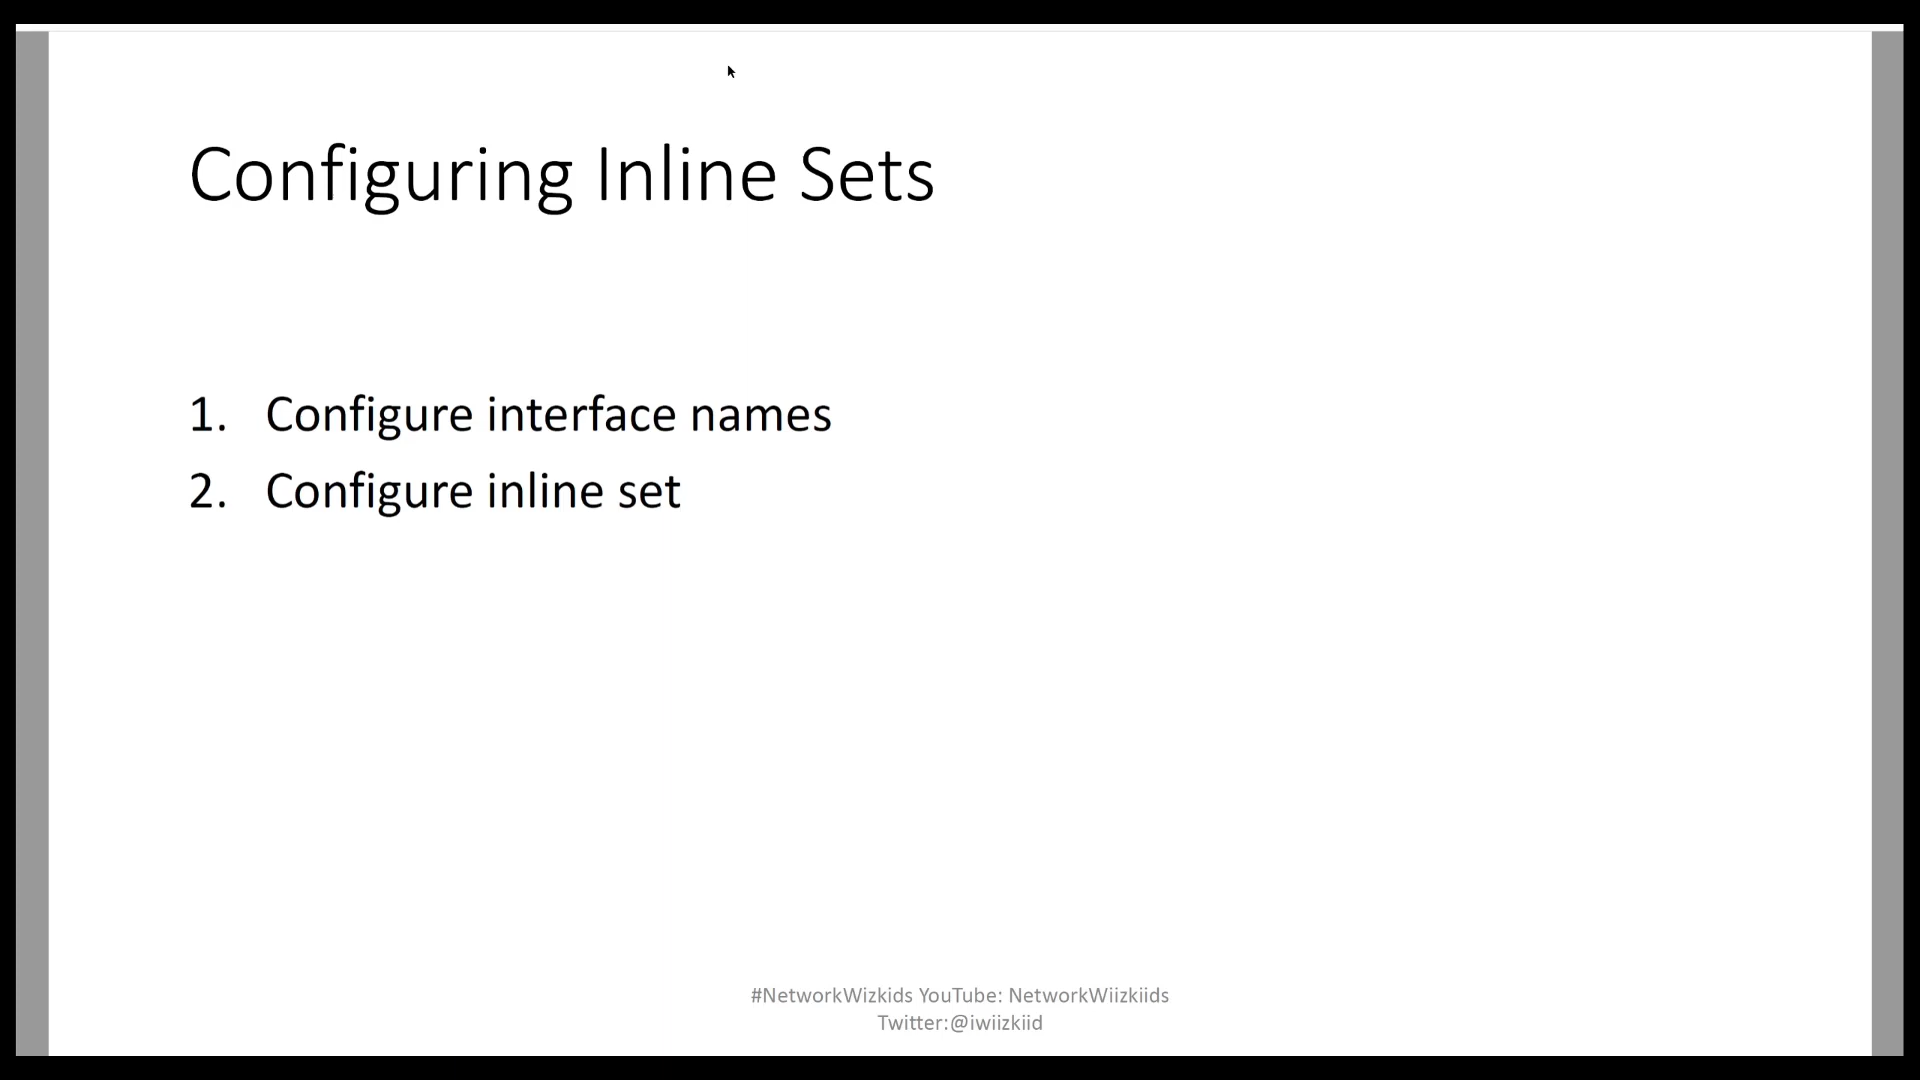 Configuring Inline Sets
1. Configure interface names
2. Configure inline set
#NetworkWizkids YouTube: NetworkWiizkiids
Twitter:@iwiizkiid